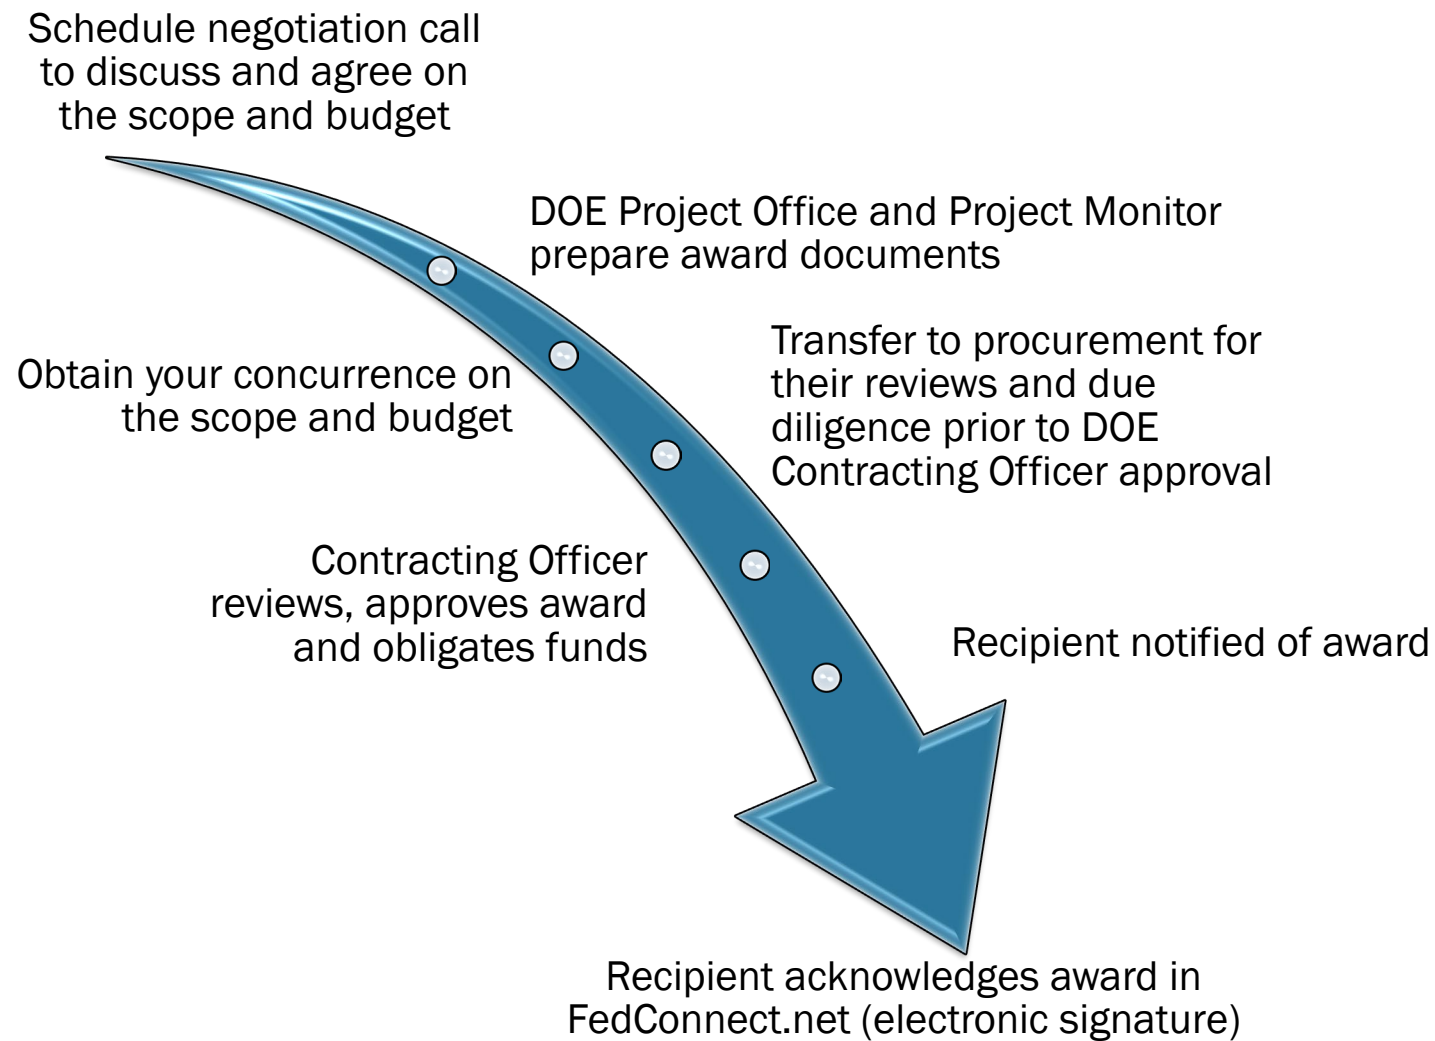 Schedule negotiation call
to discuss and agree on
the scope and budget
DOE Project Office and Project Monitor
prepare award documents
Obtain your concurrence on
the scope and budget
Transfer to procurement for
their reviews and due
diligence prior to DOE
Contracting Officer approval
Contracting Officer
reviews, approves award
and obligates funds
Recipient notified of award
Recipient acknowledges award in
FedConnect.net (electronic signature)